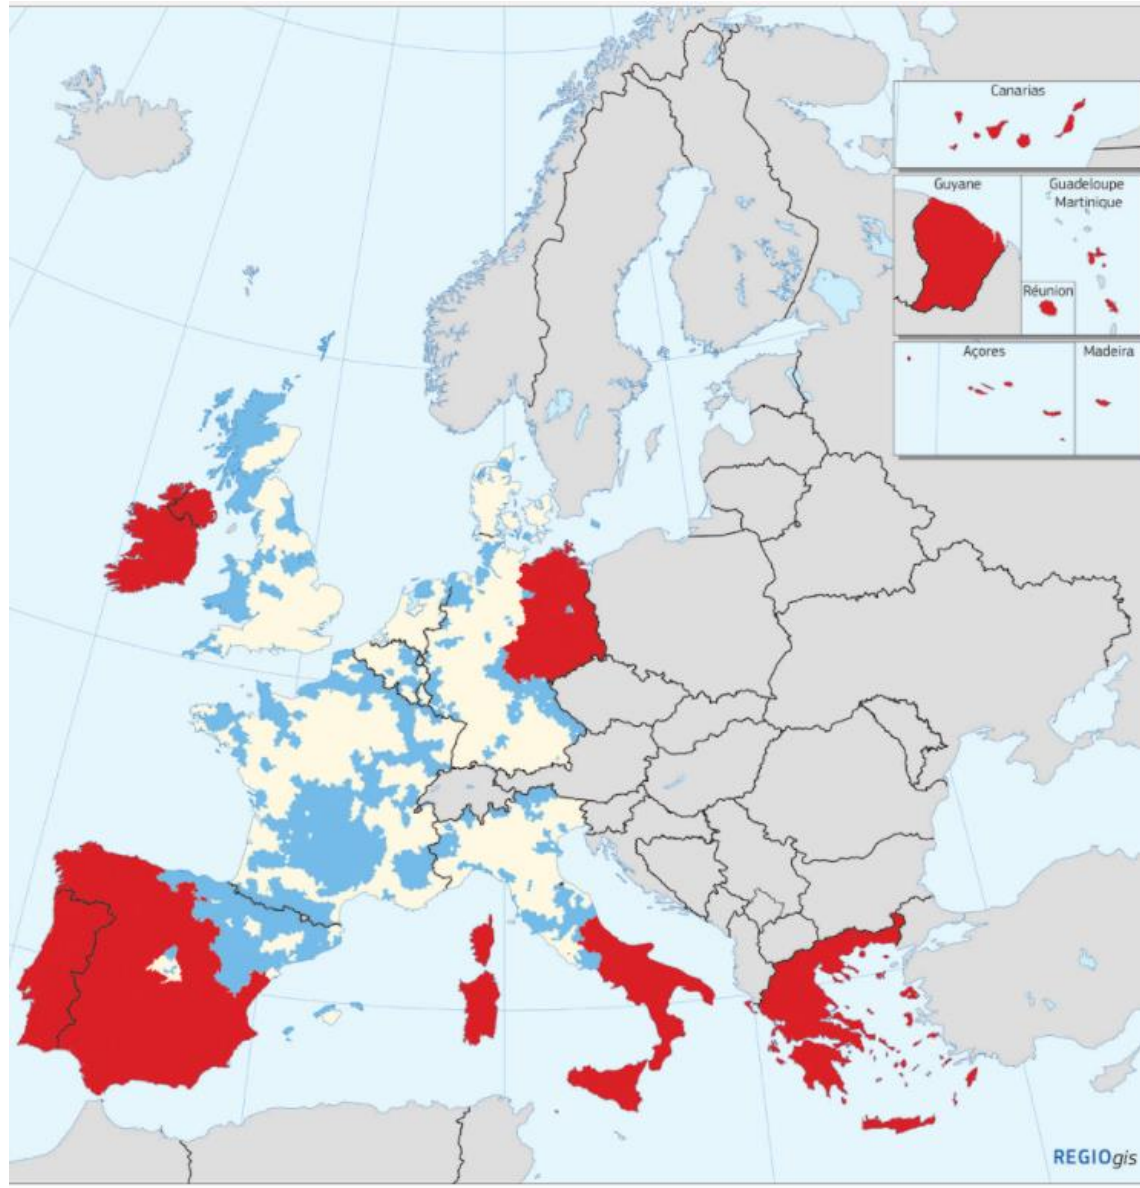 Canarias
Guyane
Guadeloupe
Martinique
Réunion
Açores
Madeira
REGIOgis